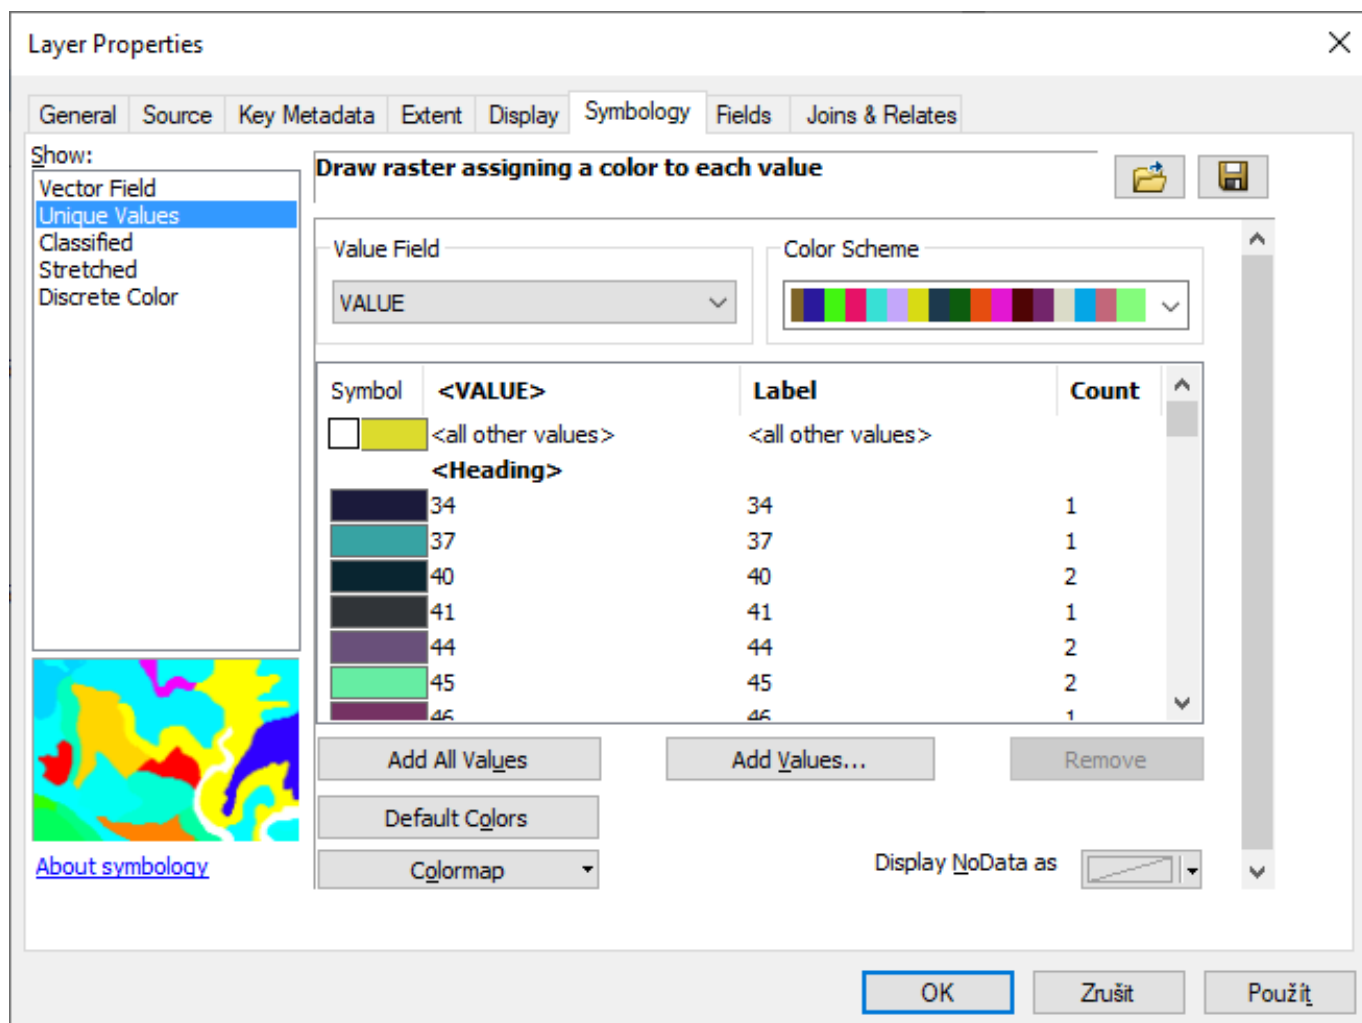 Layer Properties
General Source Key Metadata Extent Display Symbology Fields Joins & Relates
Show:
Vector Field
Unique Values
Classified
Stretched
Discrete Color
Draw raster assigning a color to each value
Value Field
VALUE
Color Scheme
Symbol <VALUE> Label Count
<all other values> <all other values>
<Heading>
34 34 1
37 37 1
40 40 2
41 41 1
44 44 2
45 45 2
46 46 1
Add All Values Add Values... Remove
Default Colors
Colormap Display NoData as
About symbology
OK Zrušit Použít